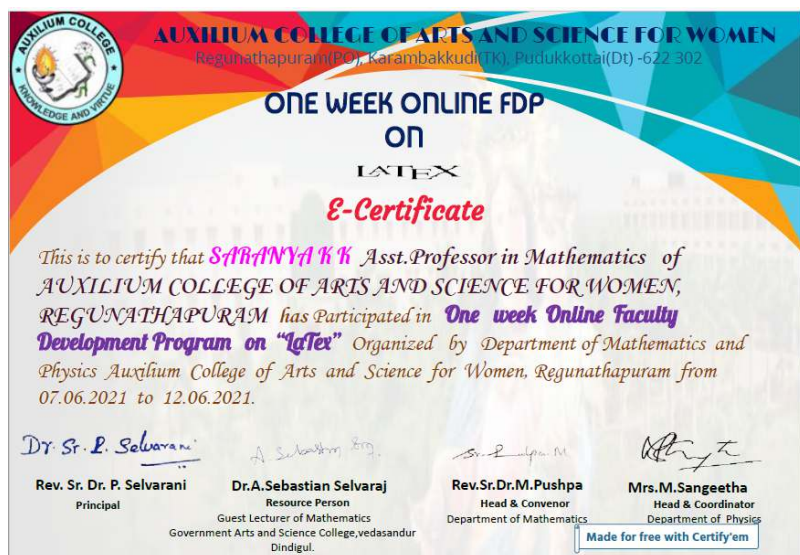 AUXILIUM COLLEGE
KNOWLEDGE AND VIRTUE
AUXILIUM COLLEGE OF ARTS AND SCIENCE FOR WOMEN
Regunathapuram(PO), Karambakkudi(TK), Pudukkottai(Dt) -622 302
ONE WEEK ONLINE FDP
ON
LATEX
E-Certificate
This is to certify that SARANYA K K Asst.Professor in Mathematics of
AUXILIUM COLLEGE OF ARTS AND SCIENCE FOR WOMEN,
REGUNATHAPURAM has Participated in One week Online Faculty
Development Program on “LaTex” Organized by Department of Mathematics and
Physics Auxilium College of Arts and Science for Women, Regunathapuram from
07.06.2021 to 12.06.2021.
Dr. Sr. P. Selvarani
Rev. Sr. Dr. P. Selvarani
Principal
Dr.A.Sebastian Selvaraj
Resource Person
Guest Lecturer of Mathematics
Government Arts and Science College,vedasandur
Dindigul.
Rev.Sr.Dr.M.Pushpa
Head & Convenor
Department of Mathematics
Mrs.M.Sangeetha
Head & Coordinator
Department of Physics
Made for free with Certify'em